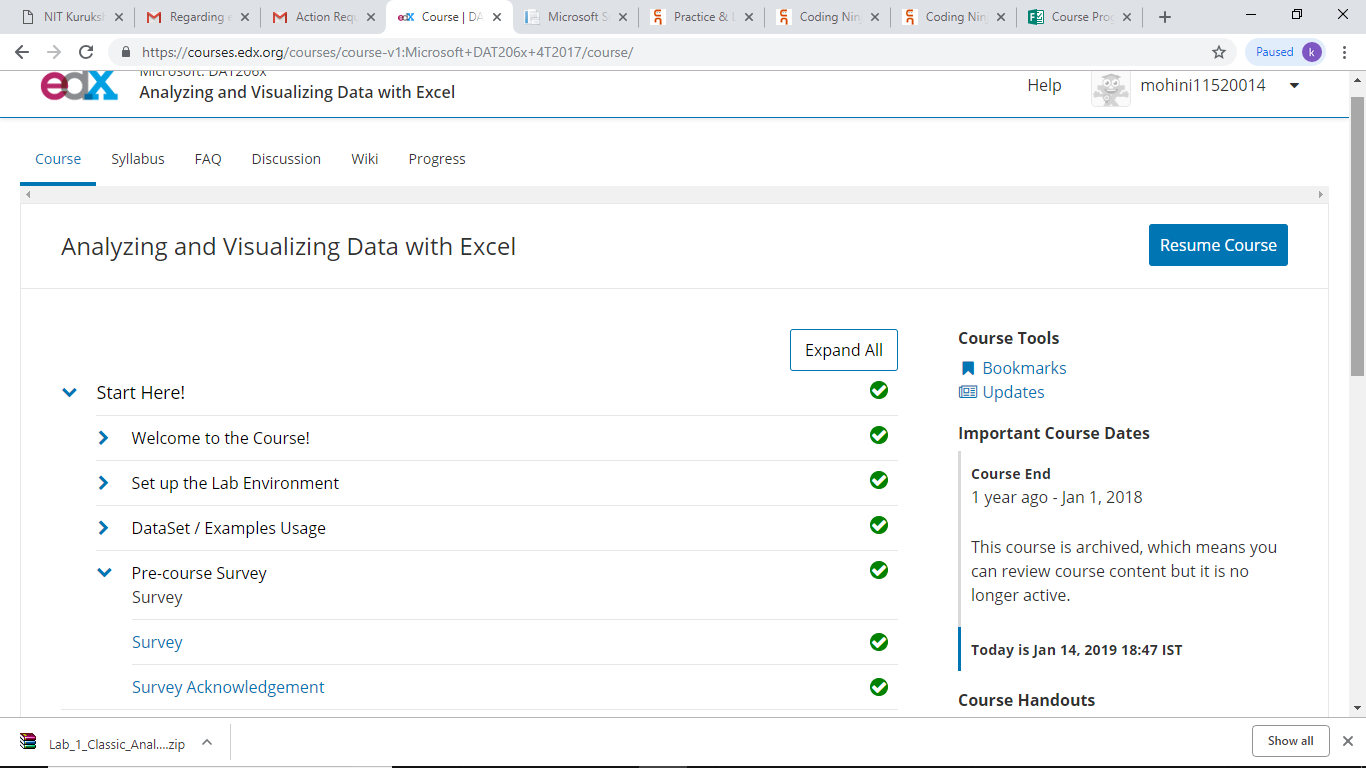 NIT Kuruksh
Regarding e
Action Requ
Course | DA
Microsoft S
Practice & L
Coding Nin
Coding Nin
Course Proc
https://courses.edx.org/courses/course-v1:Microsoft+DAT206x+4T2017/course/
Paused k
edX
Microsoft: DAT206x
Analyzing and Visualizing Data with Excel
Help
mohini11520014
Course Syllabus FAQ Discussion Wiki Progress
Analyzing and Visualizing Data with Excel
Resume Course
Expand All
Start Here!
Welcome to the Course!
Set up the Lab Environment
DataSet / Examples Usage
Pre-course Survey
Survey
Survey
Survey Acknowledgement
Course Tools
Bookmarks
Updates
Important Course Dates
Course End
1 year ago - Jan 1, 2018
This course is archived, which means you
can review course content but it is no
longer active.
Today is Jan 14, 2019 18:47 IST
Course Handouts
Lab_1_Classic_Anal....zip
Show all